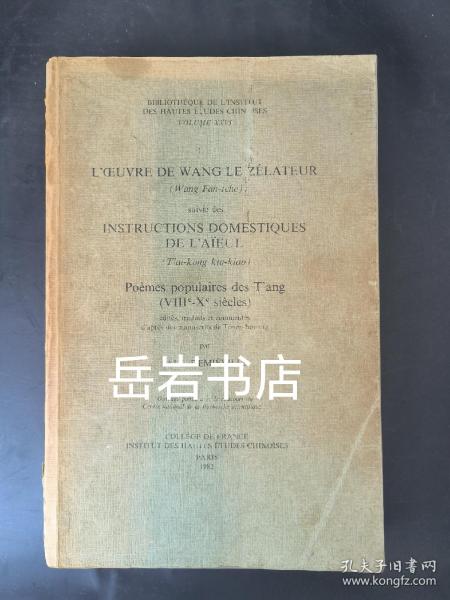 BIBLIOTHÈQUE DE L'INSTITUT
DES HAUTES ÉTUDES CHINOISES
VOLUME XXVI
L'ŒUVRE DE WANG LE ZÉLATEUR
(Wang Fan-tche)
suivie des
INSTRUCTIONS DOMESTIQUES
DE L'AÏEUL
(T'ai-kong kia-kiao)
Poèmes populaires des T'ang
(VIIIe-Xe siècles)
édités, traduits et commentés
d'après des manuscrits de Touen-houang
par
岳岩书店
Centre national de la Recherche scientifique
COLLÈGE DE FRANCE
INSTITUT DES HAUTES ÉTUDES CHINOISES
PARIS
1982
孔夫子旧书网
www.kongfz.com